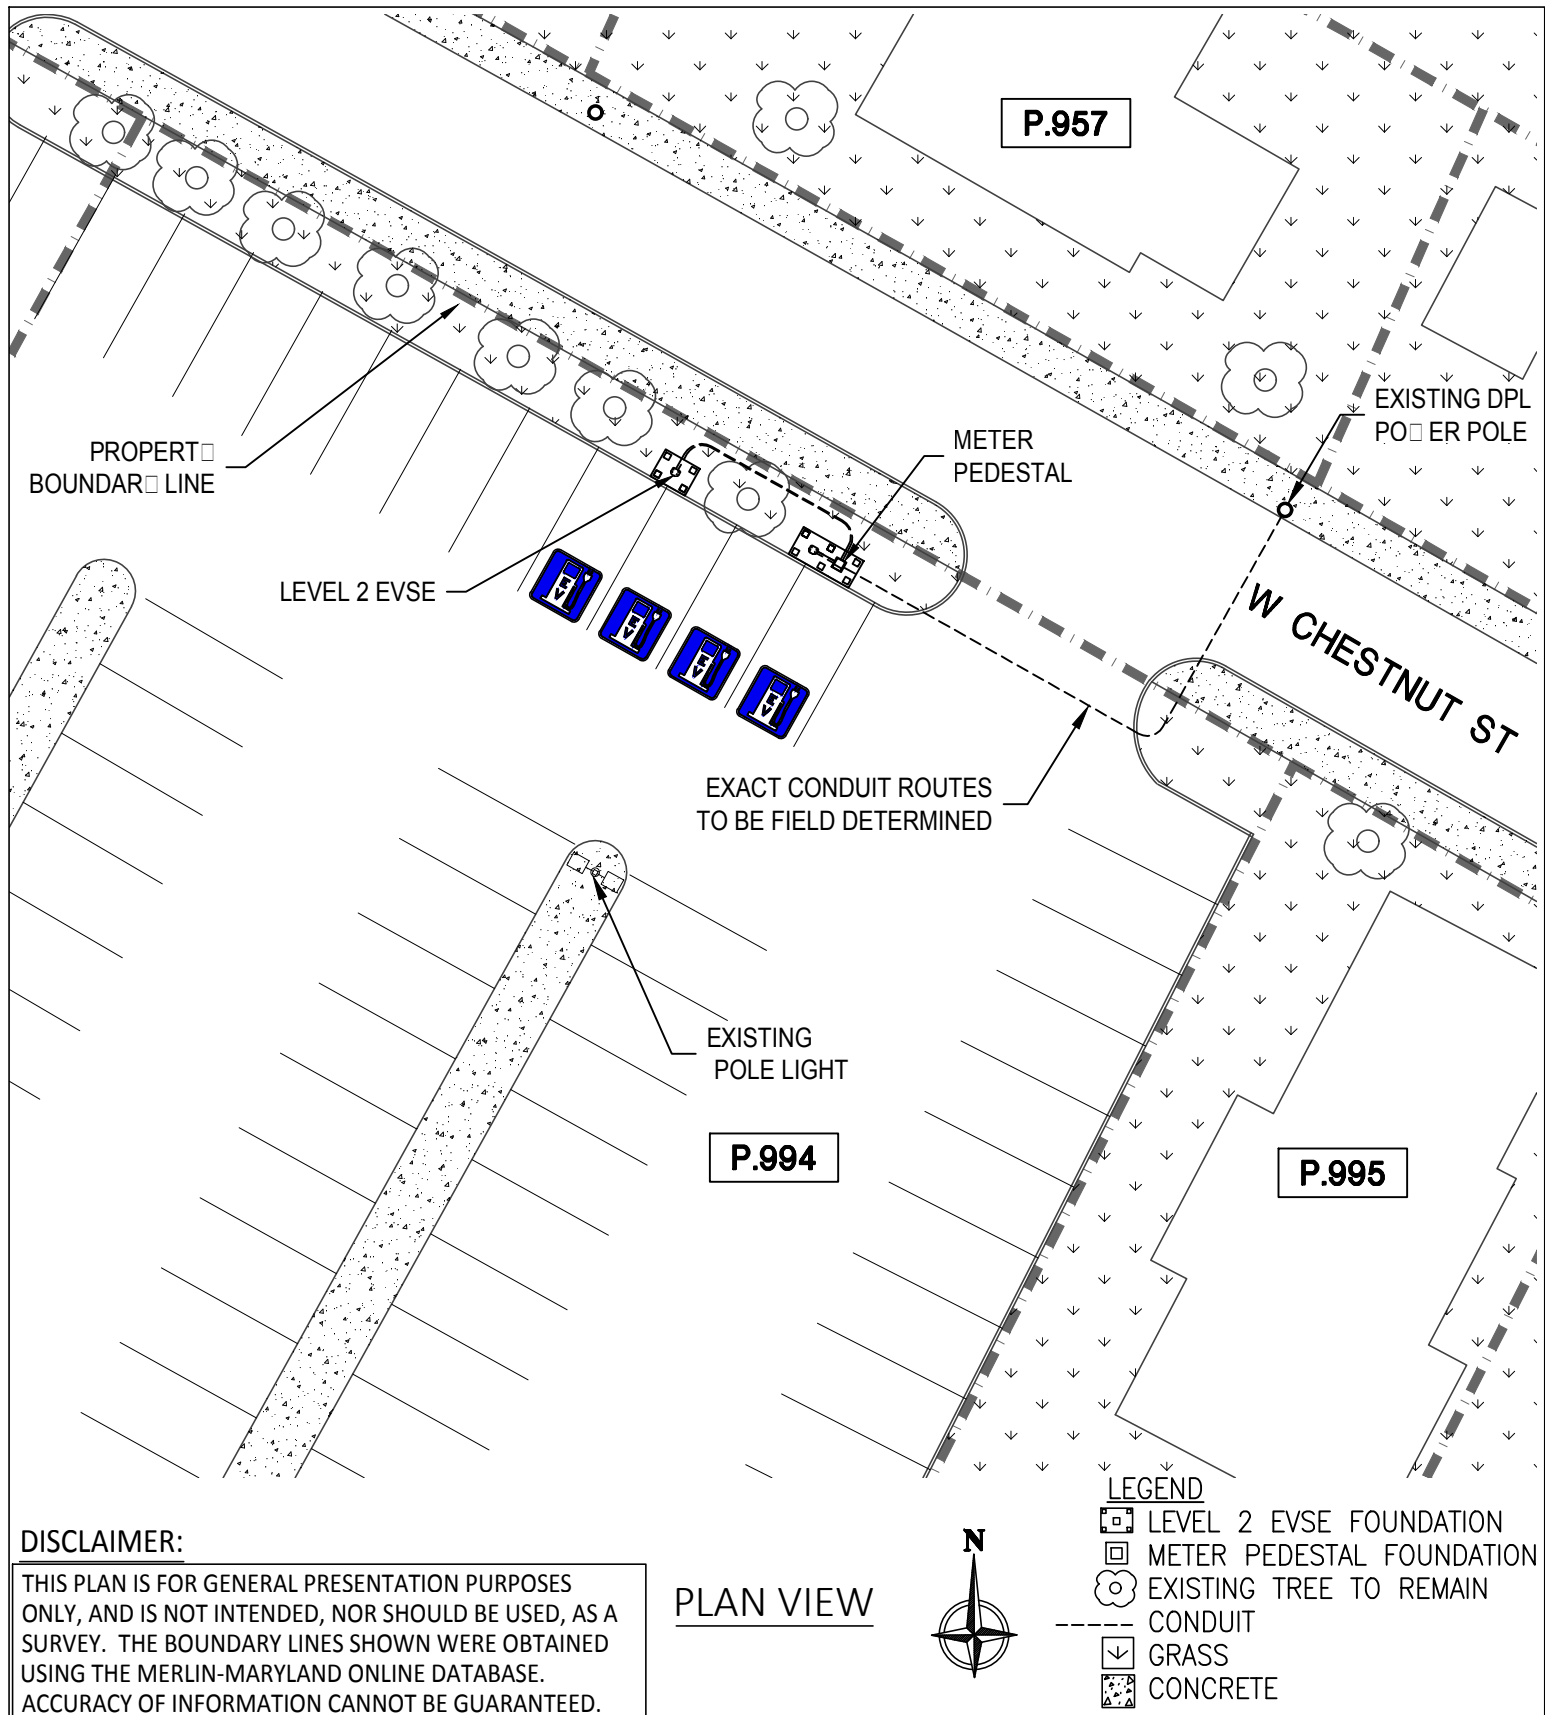 P.957
EXISTING DPL
PO□ER POLE
METER
PEDESTAL
PROPERT□
BOUNDAR□ LINE
LEVEL 2 EVSE
EV
EV
EV
EV
W CHESTNUT ST
EXACT CONDUIT ROUTES
TO BE FIELD DETERMINED
EXISTING
POLE LIGHT
P.994
P.995
LEGEND
LEVEL 2 EVSE FOUNDATION
METER PEDESTAL FOUNDATION
EXISTING TREE TO REMAIN
CONDUIT
GRASS
CONCRETE
N
PLAN VIEW
DISCLAIMER:
THIS PLAN IS FOR GENERAL PRESENTATION PURPOSES
ONLY, AND IS NOT INTENDED, NOR SHOULD BE USED, AS A
SURVEY. THE BOUNDARY LINES SHOWN WERE OBTAINED
USING THE MERLIN-MARYLAND ONLINE DATABASE.
ACCURACY OF INFORMATION CANNOT BE GUARANTEED.